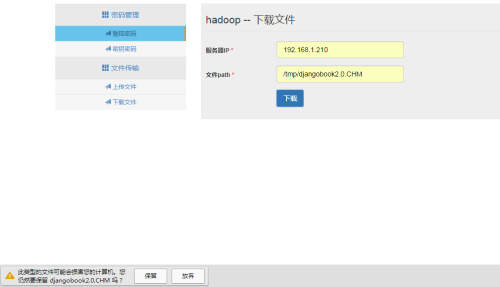 密码管理
登陆密码
密钥密码
文件传输
上传文件
下载文件
hadoop -- 下载文件
服务器IP *
192.168.1.210
文件path *
/tmp/djangobook2.0.CHM
下载
此类型的文件可能会损害您的计算机。您
仍然要保留 djangobook2.0.CHM 吗？
保留
放弃